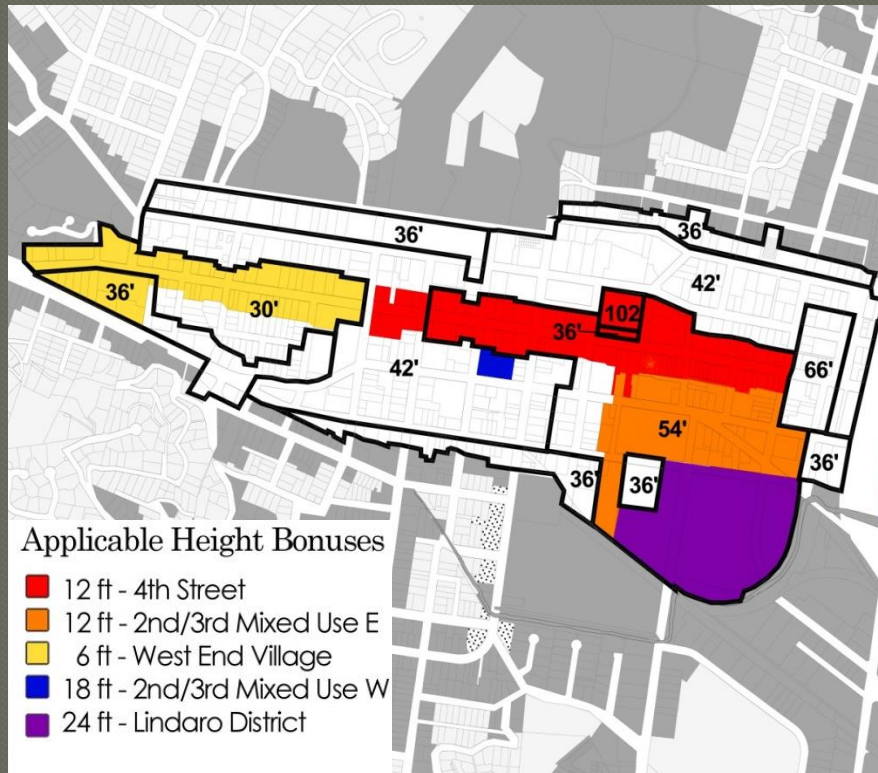 36'
36'
42'
36'
30'
102
36'
66'
42'
54'
36'
36'
36'
Applicable Height Bonuses
12 ft - 4th Street
12 ft - 2nd/3rd Mixed Use E
6 ft - West End Village
18 ft - 2nd/3rd Mixed Use W
24 ft - Lindaro District